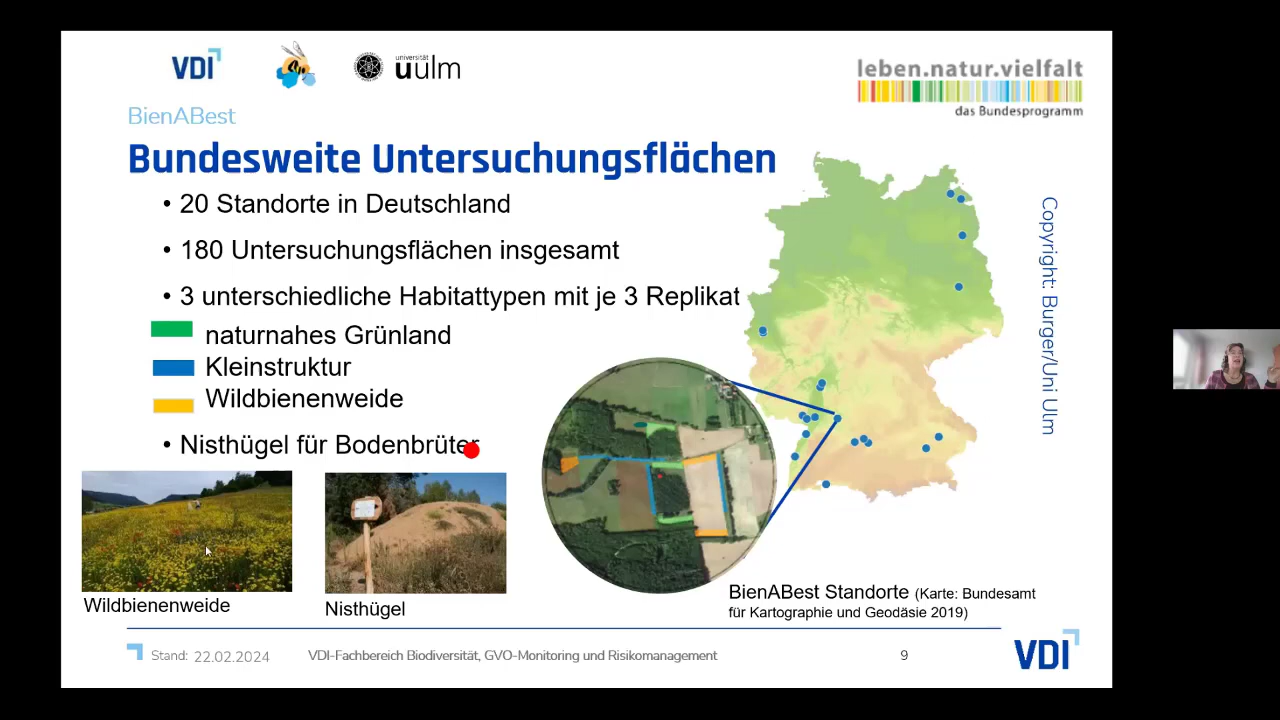 VDI
universität
uulm
leben.natur.vielfalt
das Bundesprogramm
BienABest
Bundesweite Untersuchungsflächen
• 20 Standorte in Deutschland
• 180 Untersuchungsflächen insgesamt
• 3 unterschiedliche Habitattypen mit je 3 Replikat
naturnahes Grünland
Kleinstruktur
Wildbienenweide
• Nisthügel für Bodenbrüter
Copyright: Burger/Uni Ulm
Wildbienenweide
Nisthügel
BienABest Standorte (Karte: Bundesamt
für Kartographie und Geodäsie 2019)
Stand: 22.02.2024
VDI-Fachbereich Biodiversität, GVO-Monitoring und Risikomanagement
9
VDI